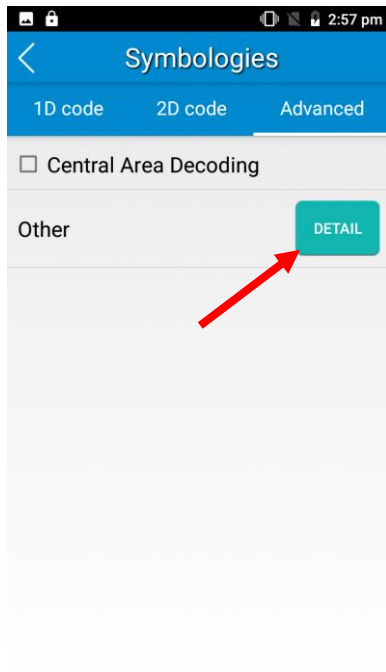 2:57 pm
Symbologies
1D code 2D code Advanced
Central Area Decoding
Other DETAIL